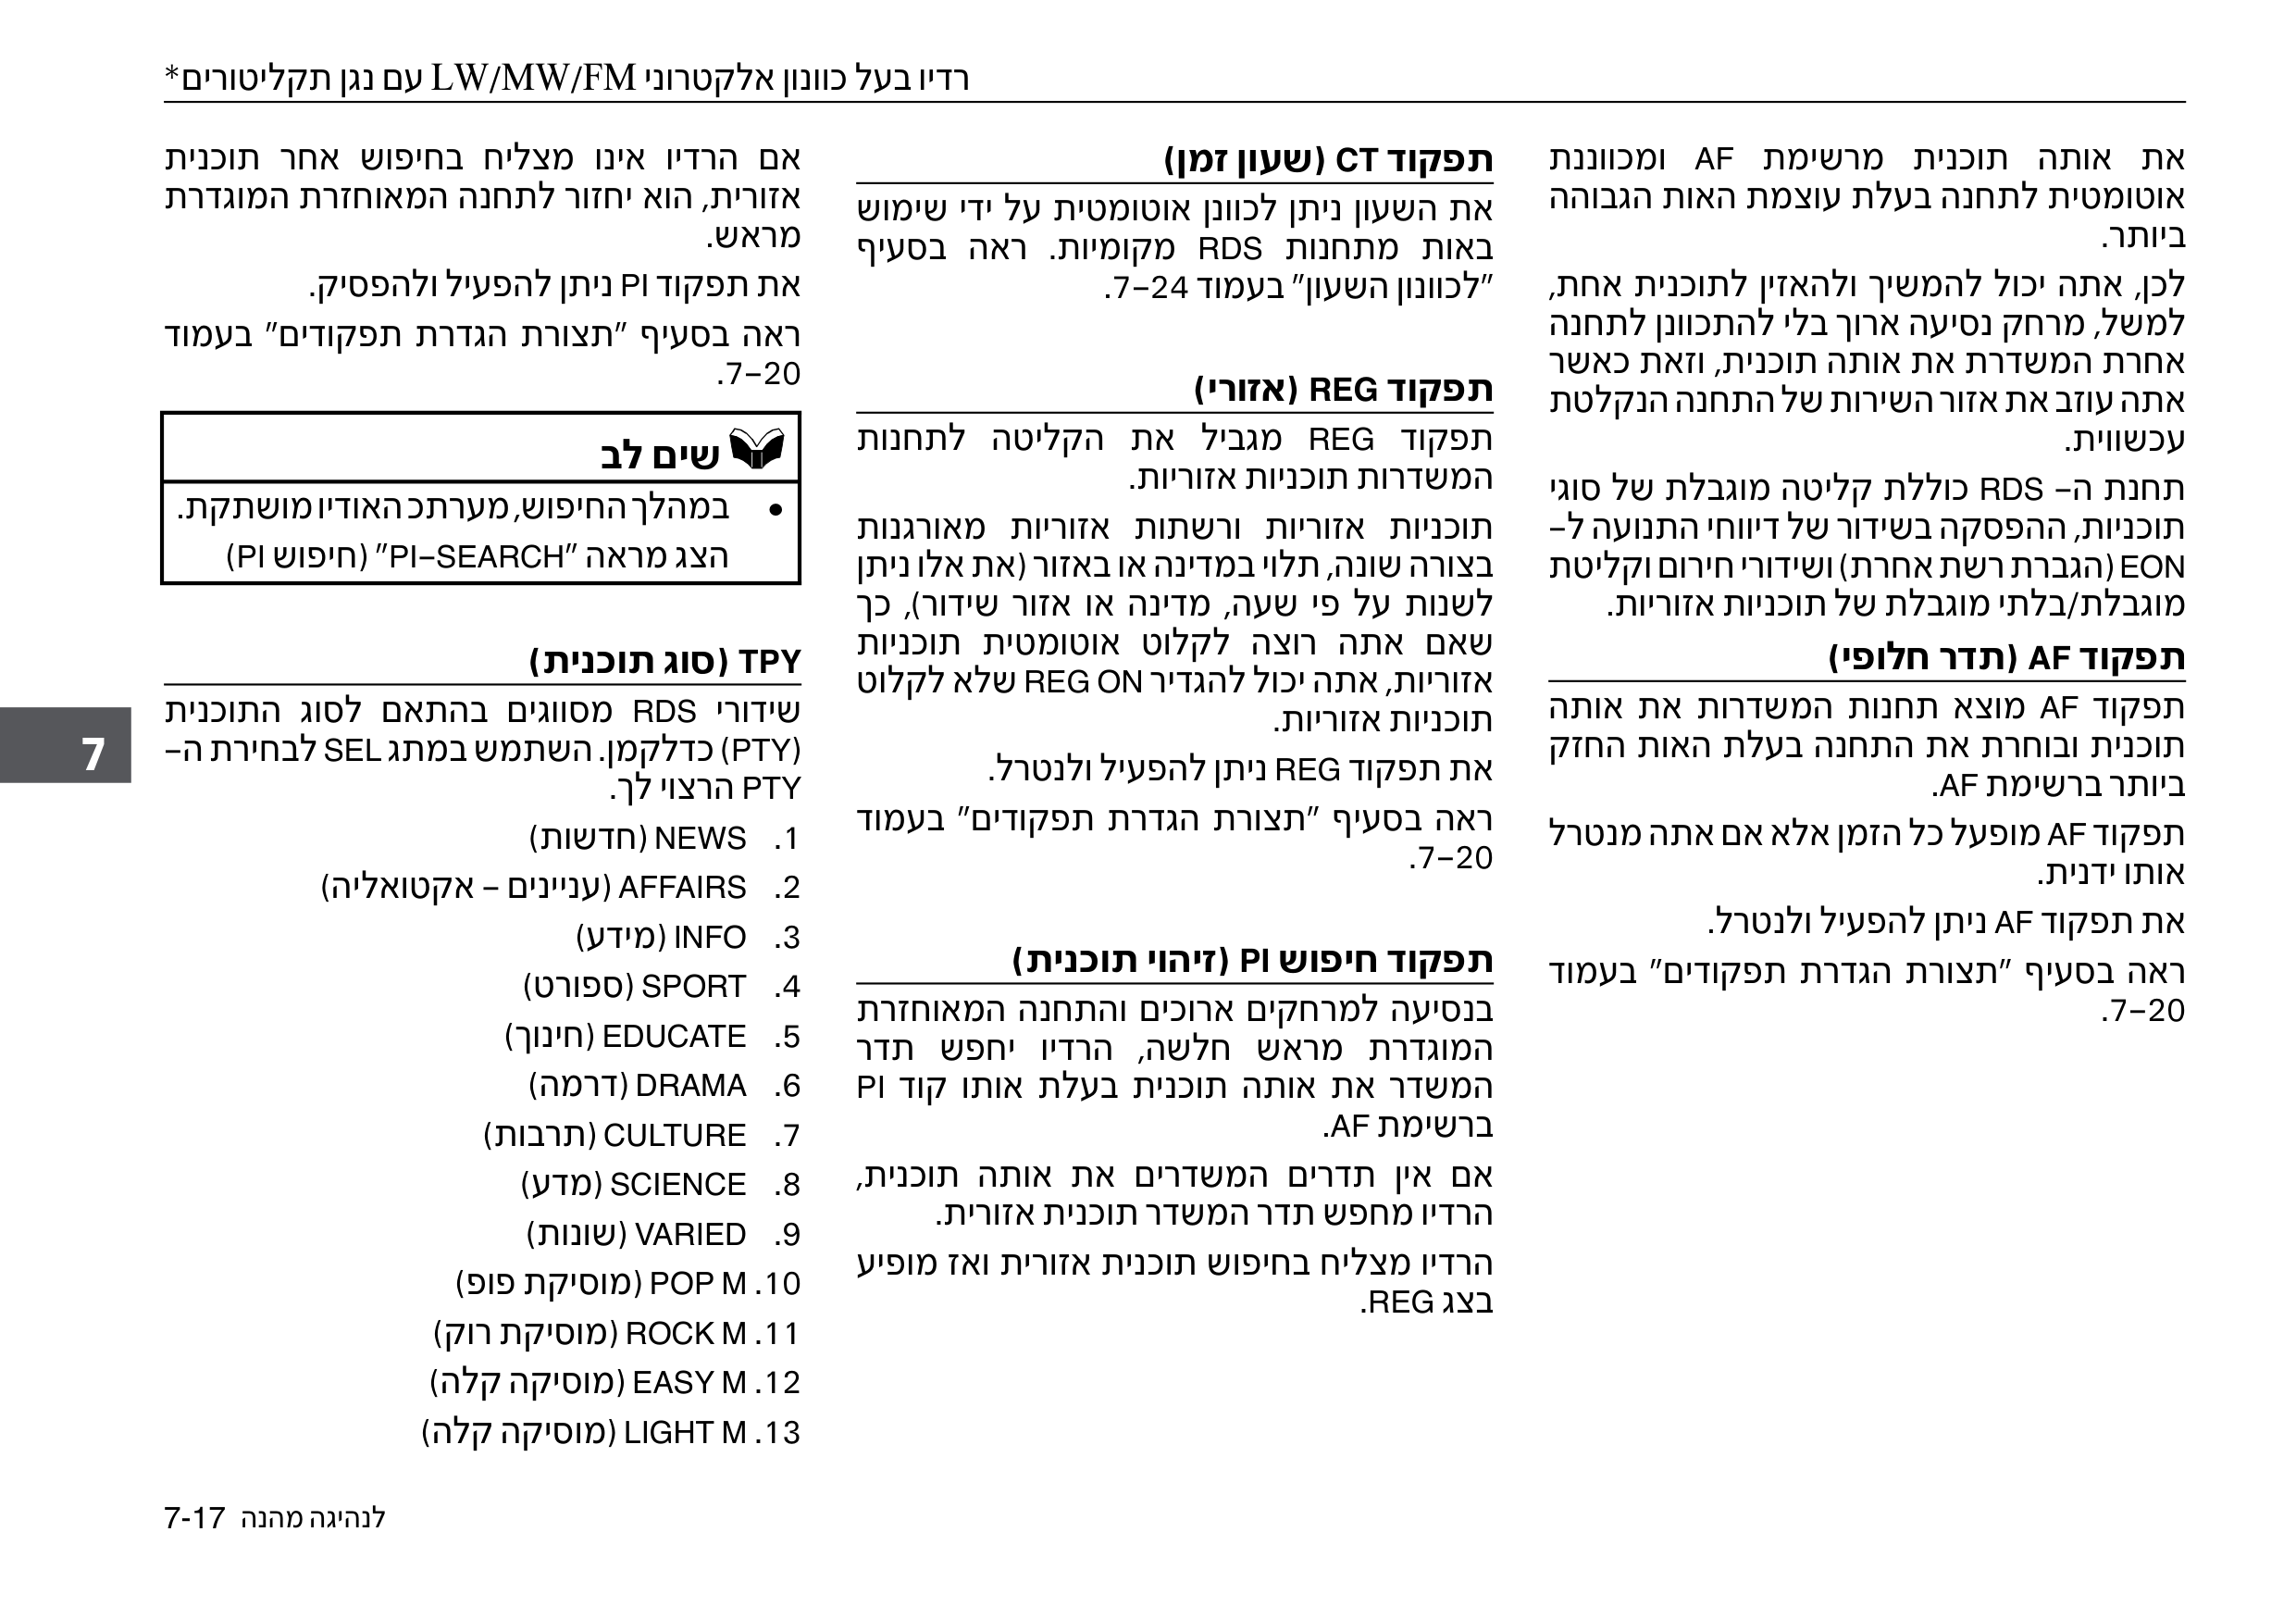 רדיו בעל כוונון אלקטרוני LW/MW/FM עם נגן תקליטורים*
את אותה תוכנית מרשימת AF ומכווננת
אוטומטית לתחנה בעלת עוצמת האות הגבוהה
ביותר.
לכן, אתה יכול להמשיך ולהאזין לתוכנית אחת,
למשל, מרחק נסיעה ארוך בלי להתכוונן לתחנה
אחרת המשדרת את אותה תוכנית, וזאת כאשר
אתה עוזב את אזור השירות של התחנה הנקלטת
עכשווית.
תחנת ה- RDS כוללת קליטה מוגבלת של סוגי
תוכניות, ההפסקה בשידור של דיווחי התנועה ל-
EON (הגברת רשת אחרת) ושידורי חירום וקליטת
מוגבלת/בלתי מוגבלת של תוכניות אזוריות.
תפקוד AF (תדר חלופי)
תפקוד AF מוצא תחנות המשדרות את אותה
תוכנית ובוחרת את התחנה בעלת האות החזק
ביותר ברשימת AF.
תפקוד AF מופעל כל הזמן אלא אם אתה מנטרל
אותו ידנית.
את תפקוד AF ניתן להפעיל ולנטרל.
ראה בסעיף "תצורת הגדרת תפקודים" בעמוד
7-20.
תפקוד CT (שעון זמן)
את השעון ניתן לכוונן אוטומטית על ידי שימוש
באות מתחנות RDS מקומיות. ראה בסעיף
"לכוונון השעון" בעמוד 7-24.
תפקוד REG (אזורי)
תפקוד REG מגביל את הקליטה לתחנות
המשדרות תוכניות אזוריות.
תוכניות אזוריות ורשתות אזוריות מאורגנות
בצורה שונה, תלוי במדינה או באזור (את אלו ניתן
לשנות על פי שעה, מדינה או אזור שידור), כך
שאם אתה רוצה לקלוט אוטומטית תוכניות
אזוריות, אתה יכול להגדיר REG ON שלא לקלוט
תוכניות אזוריות.
את תפקוד REG ניתן להפעיל ולנטרל.
ראה בסעיף "תצורת הגדרת תפקודים" בעמוד
7-20.
תפקוד חיפוש PI (זיהוי תוכנית)
בנסיעה למרחקים ארוכים והתחנה המאוחזרת
המוגדרת מראש חלשה, הרדיו יחפש תדר
המשדר את אותה תוכנית בעלת אותו קוד PI
ברשימת AF.
אם אין תדרים המשדרים את אותה תוכנית,
הרדיו מחפש תדר המשדר תוכנית אזורית.
הרדיו מצליח בחיפוש תוכנית אזורית ואז מופיע
בצג REG.
אם הרדיו אינו מצליח בחיפוש אחר תוכנית
אזורית, הוא יחזור לתחנה המאוחזרת המוגדרת
מראש.
את תפקוד PI ניתן להפעיל ולהפסיק.
ראה בסעיף "תצורת הגדרת תפקודים" בעמוד
7-20.
שים לב
• במהלך החיפוש, מערתכ האודיו מושתקת.
הצג מראה "PI-SEARCH" (חיפוש PI)
TPY (סוג תוכנית)
שידורי RDS מסווגים בהתאם לסוג התוכנית
(PTY) כדלקמן. השתמש במתג SEL לבחירת ה-
PTY הרצוי לך.
1. NEWS (חדשות)
2. AFFAIRS (עניינים - אקטואליה)
3. INFO (מידע)
4. SPORT (ספורט)
5. EDUCATE (חינוך)
6. DRAMA (דרמה)
7. CULTURE (תרבות)
8. SCIENCE (מדע)
9. VARIED (שונות)
10. POP M (מוסיקת פופ)
11. ROCK M (מוסיקת רוק)
12. EASY M (מוסיקה קלה)
13. LIGHT M (מוסיקה קלה)
7
לנהיגה מהנה 7-17